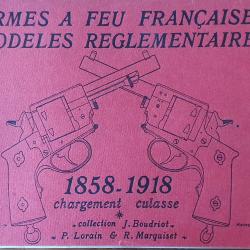 RMES A FEU FRANÇAISE
ODELES REGLEMENTAIRE
1858-1918
chargement culasse
collection J. Boudriot
P. Lorain & R. Marquiset